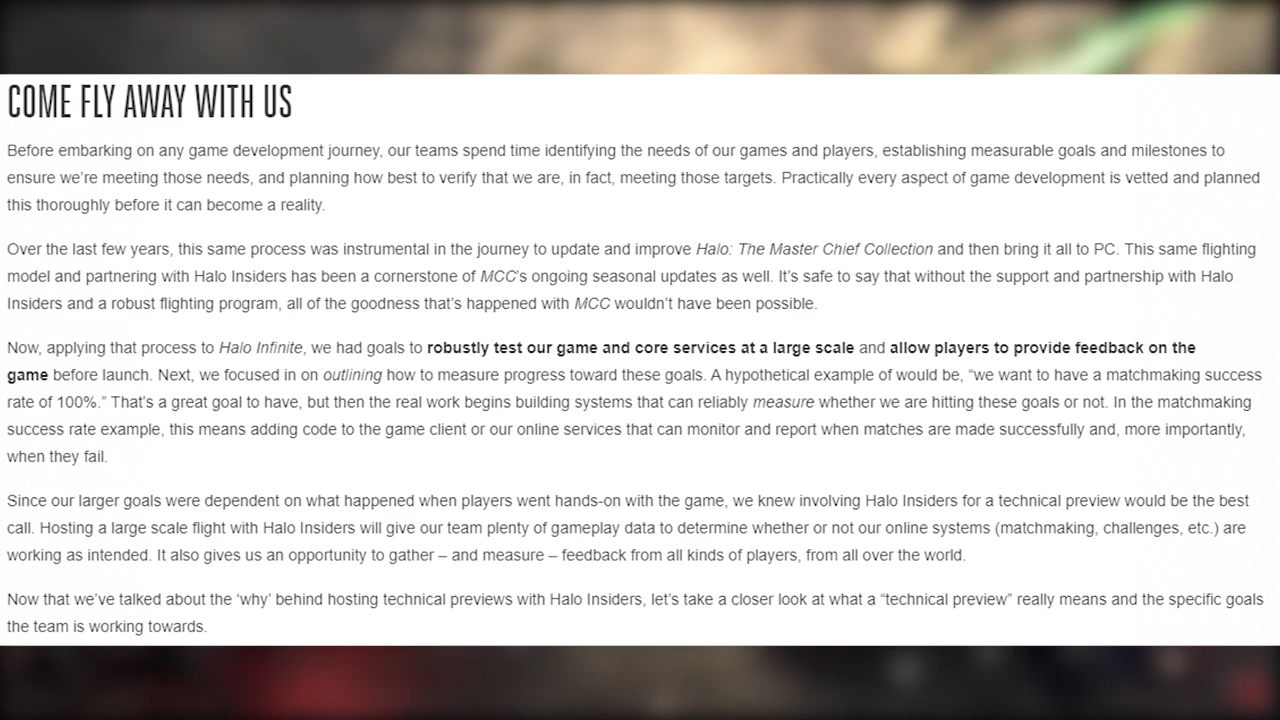 COME FLY AWAY WITH US
Before embarking on any game development journey, our teams spend time identifying the needs of our games and players, establishing measurable goals and milestones to
ensure we're meeting those needs, and planning how best to verify that we are, in fact, meeting those targets. Practically every aspect of game development is vetted and planned
this thoroughly before it can become a reality.
Over the last few years, this same process was instrumental in the journey to update and improve Halo: The Master Chief Collection and then bring it all to PC. This same flighting
model and partnering with Halo Insiders has been a cornerstone of MCC's ongoing seasonal updates as well. It's safe to say that without the support and partnership with Halo
Insiders and a robust flighting program, all of the goodness that's happened with MCC wouldn't have been possible.
Now, applying that process to Halo Infinite, we had goals to robustly test our game and core services at a large scale and allow players to provide feedback on the
game before launch. Next, we focused in on outlining how to measure progress toward these goals. A hypothetical example of would be, “we want to have a matchmaking success
rate of 100%.” That's a great goal to have, but then the real work begins building systems that can reliably measure whether we are hitting these goals or not. In the matchmaking
success rate example, this means adding code to the game client or our online services that can monitor and report when matches are made successfully and, more importantly,
when they fail.
Since our larger goals were dependent on what happened when players went hands-on with the game, we knew involving Halo Insiders for a technical preview would be the best
call. Hosting a large scale flight with Halo Insiders will give our team plenty of gameplay data to determine whether or not our online systems (matchmaking, challenges, etc.) are
working as intended. It also gives us an opportunity to gather – and measure – feedback from all kinds of players, from all over the world.
Now that we've talked about the ‘why’ behind hosting technical previews with Halo Insiders, let's take a closer look at what a “technical preview” really means and the specific goals
the team is working towards.